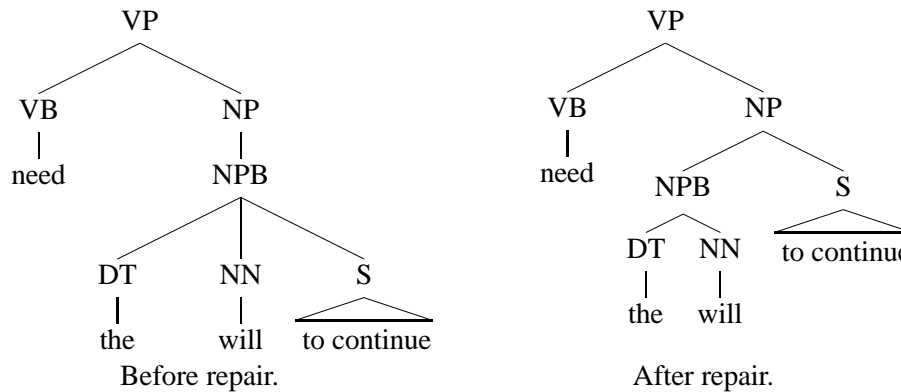 VP VP
VB NP VB NP
need NPB need NPB S
DT NN S DT NN to continue
the will to continue the will
Before repair. After repair.